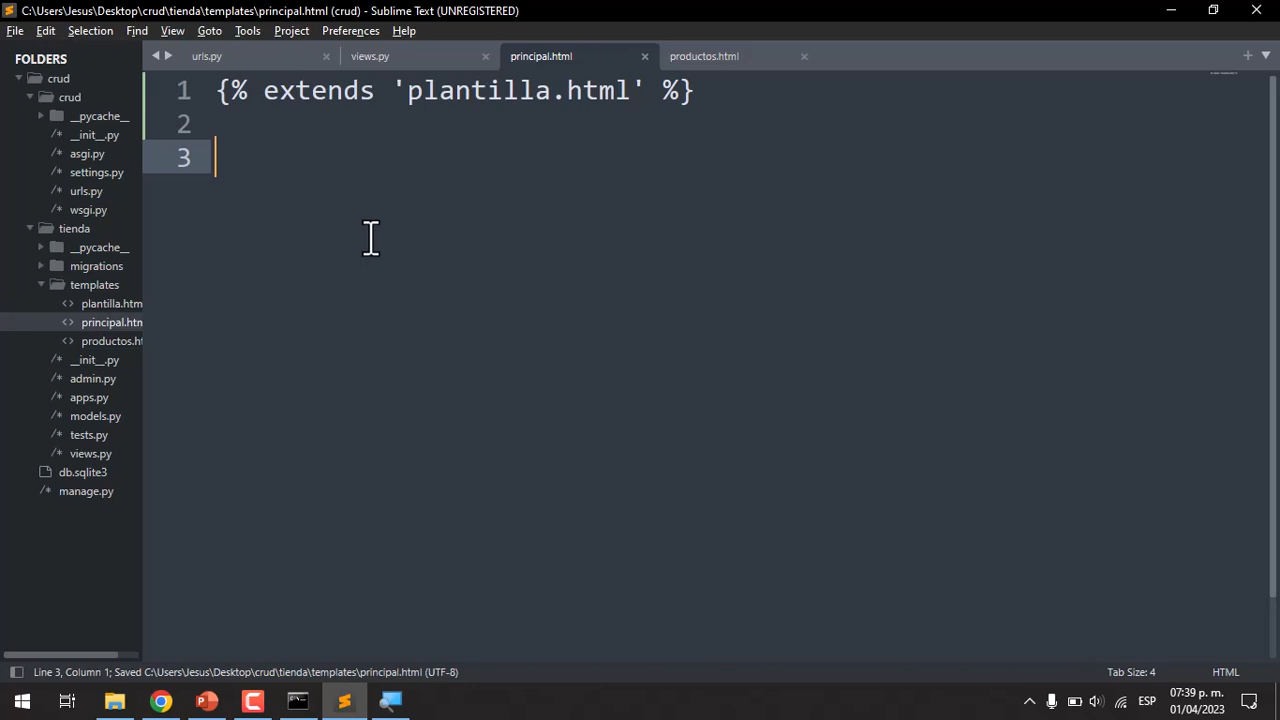 C:\Users\Jesus\Desktop\crud\tienda\templates\principal.html (crud) - Sublime Text (UNREGISTERED)
File Edit Selection Find View Goto Tools Project Preferences Help
FOLDERS
crud
crud
__pycache__
__init__.py
asgi.py
settings.py
urls.py
wsgi.py
tienda
__pycache__
migrations
templates
plantilla.htm
principal.htn
productos.ht
__init__.py
admin.py
apps.py
models.py
tests.py
views.py
db.sqlite3
manage.py
urls.py views.py principal.html productos.html
1 {% extends 'plantilla.html' %}
2
3
Line 3, Column 1; Saved C:\Users\Jesus\Desktop\crud\tienda\templates\principal.html (UTF-8) Tab Size: 4 HTML
ESP
07:39 p. m.
01/04/2023